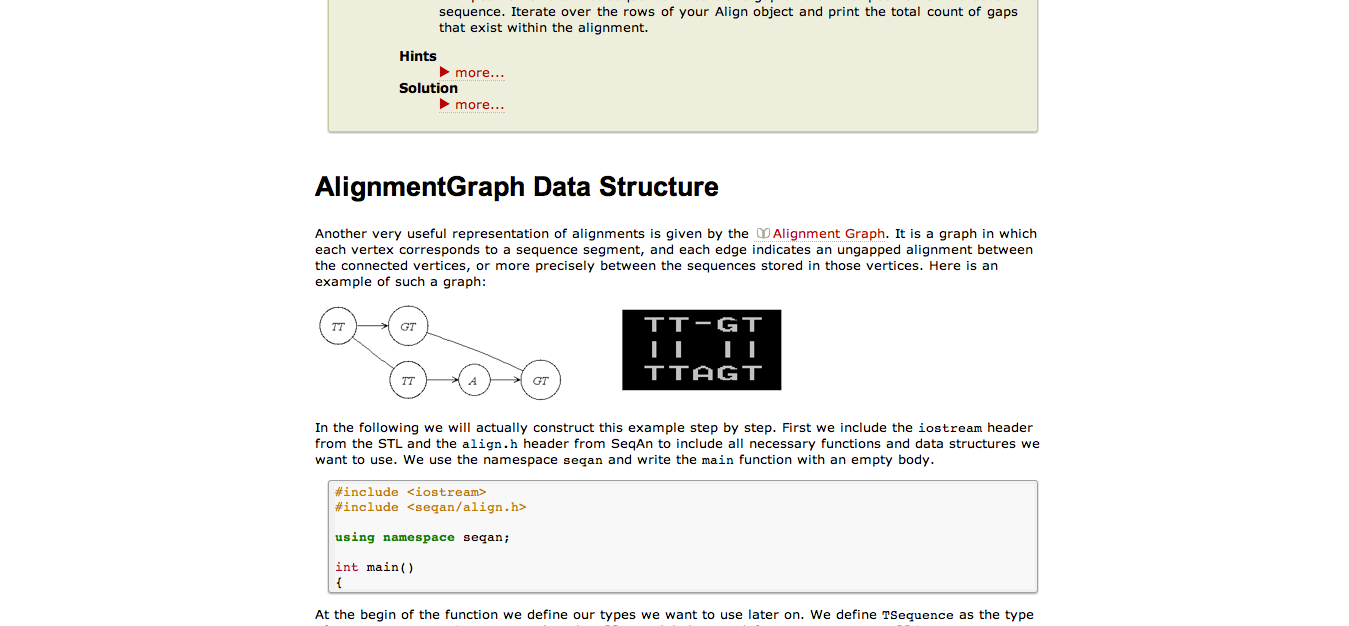 sequence. Iterate over the rows of your Align object and print the total count of gaps
that exist within the alignment.
Hints
more...
Solution
more...
AlignmentGraph Data Structure
Another very useful representation of alignments is given by the Alignment Graph. It is a graph in which
each vertex corresponds to a sequence segment, and each edge indicates an ungapped alignment between
the connected vertices, or more precisely between the sequences stored in those vertices. Here is an
example of such a graph:
TT GT
TT A GT
TT-GT
|| ||
TTAGT
In the following we will actually construct this example step by step. First we include the iostream header
from the STL and the align.h header from SeqAn to include all necessary functions and data structures we
want to use. We use the namespace seqan and write the main function with an empty body.
#include <iostream>
#include <seqan/align.h>
using namespace seqan;
int main()
{
At the begin of the function we define our types we want to use later on. We define TSequence as the type